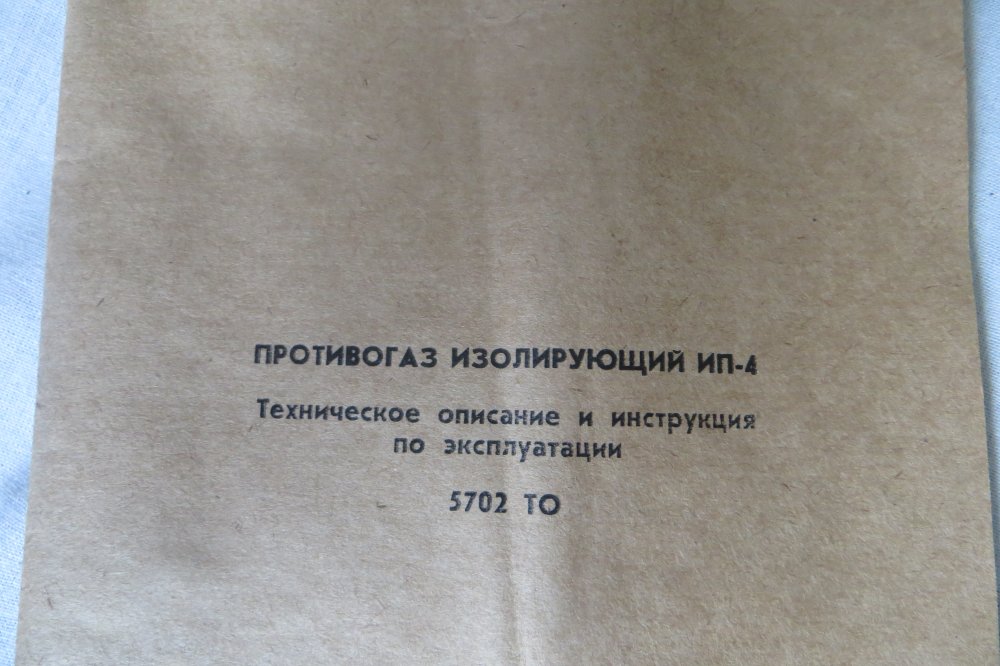 ПРОТИВОГАЗ ИЗОЛИРУЮЩИЙ ИП-4
Техническое описание и инструкция
по эксплуатации
5702 ТО